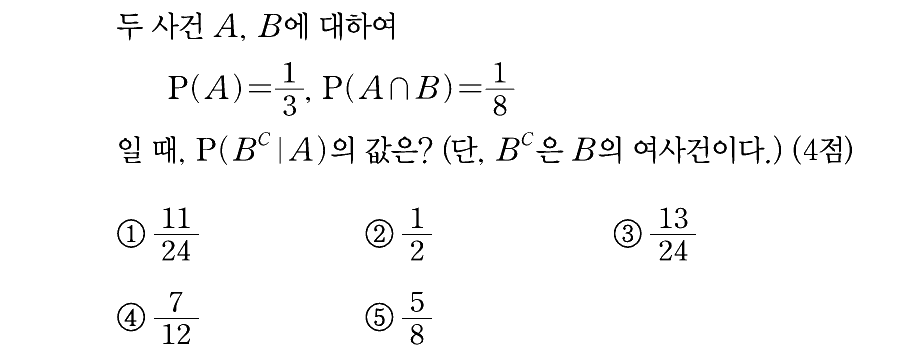 두 사건 A, B에 대하여
P(A)=1/3, P(A∩B)=1/8
일 때, P(B^C|A)의 값은? (단, B^C은 B의 여사건이다.) (4점)
① 11/24 ② 1/2 ③ 13/24
④ 7/12 ⑤ 5/8